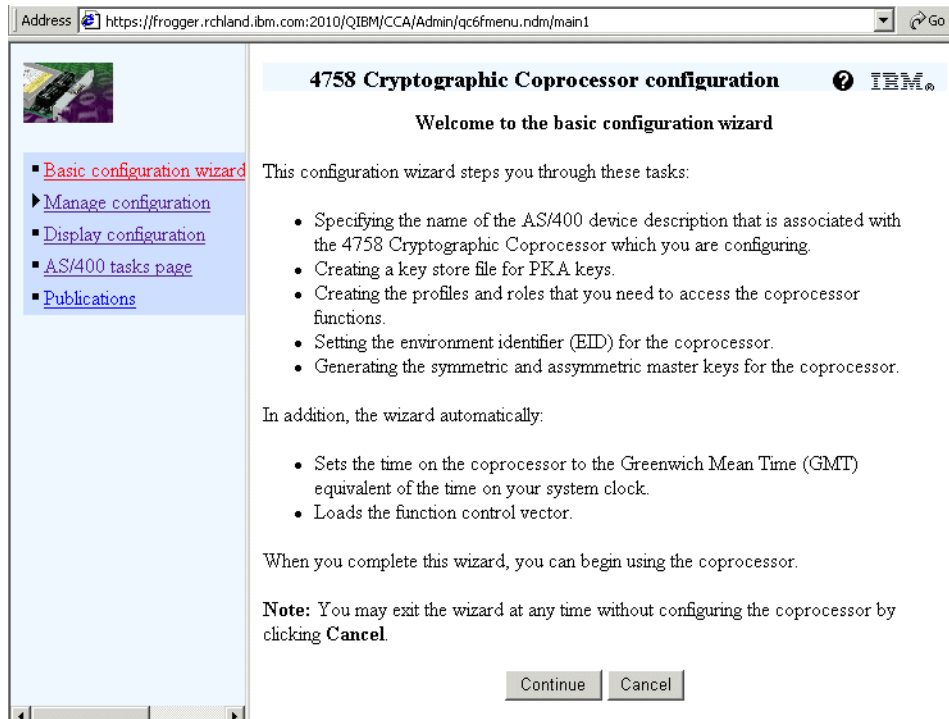 Address https://frogger.rchland.ibm.com:2010/QIBM/CCA/Admin/qc6fmenu.ndm/main1 Go
Basic configuration wizard
Manage configuration
Display configuration
AS/400 tasks page
Publications
4758 Cryptographic Coprocessor configuration ? IBM®
Welcome to the basic configuration wizard
This configuration wizard steps you through these tasks:
• Specifying the name of the AS/400 device description that is associated with
the 4758 Cryptographic Coprocessor which you are configuring.
• Creating a key store file for PKA keys.
• Creating the profiles and roles that you need to access the coprocessor
functions.
• Setting the environment identifier (EID) for the coprocessor.
• Generating the symmetric and assymmetric master keys for the coprocessor.
In addition, the wizard automatically:
• Sets the time on the coprocessor to the Greenwich Mean Time (GMT)
equivalent of the time on your system clock.
• Loads the function control vector.
When you complete this wizard, you can begin using the coprocessor.
Note: You may exit the wizard at any time without configuring the coprocessor by
clicking Cancel.
Continue Cancel